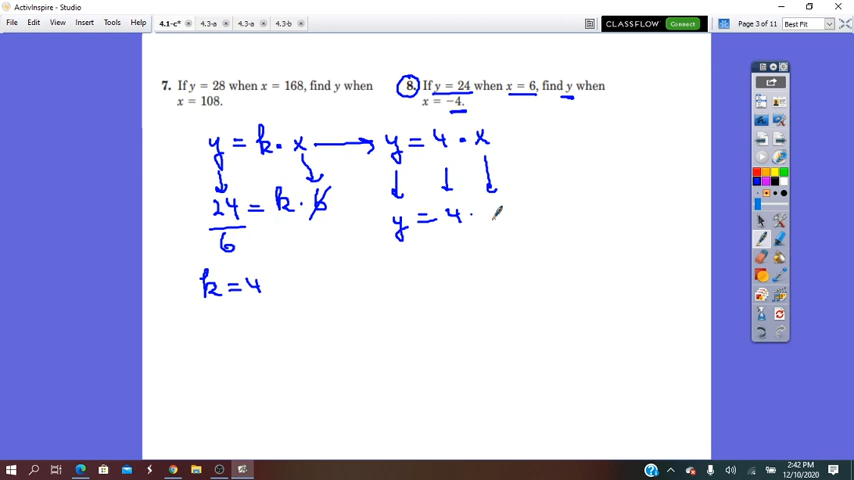 ActivInspire - Studio
File Edit View Insert Tools Help
4.1-c* 4.3-a 4.3-a 4.3-b
CLASSFLOW Connect Page 3 of 11 Best Fit
7. If y = 28 when x = 168, find y when
x = 108.
8. If y = 24 when x = 6, find y when
x = −4.
y = k · x → y = 4 · x
24/6 = k · 6
y = 4 ·
k = 4
2:42 PM
12/10/2020